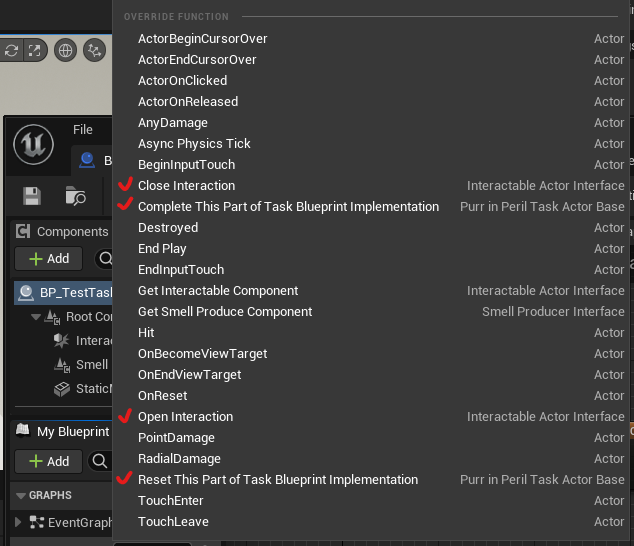 OVERRIDE FUNCTION
ActorBeginCursorOver Actor
ActorEndCursorOver Actor
ActorOnClicked Actor
ActorOnReleased Actor
AnyDamage Actor
Async Physics Tick Actor
BeginInputTouch Actor
Close Interaction Interactable Actor Interface
Complete This Part of Task Blueprint Implementation Purr in Peril Task Actor Base
Destroyed Actor
End Play Actor
EndInputTouch Actor
Get Interactable Component Interactable Actor Interface
Get Smell Produce Component Smell Producer Interface
Hit Actor
OnBecomeViewTarget Actor
OnEndViewTarget Actor
OnReset Actor
Open Interaction Interactable Actor Interface
PointDamage Actor
RadialDamage Actor
Reset This Part of Task Blueprint Implementation Purr in Peril Task Actor Base
TouchEnter Actor
TouchLeave Actor
File
B
Components
+ Add
BP_TestTas
Root Co
Intera
Smell
Static
My Blueprint
+ Add
GRAPHS
EventGrap